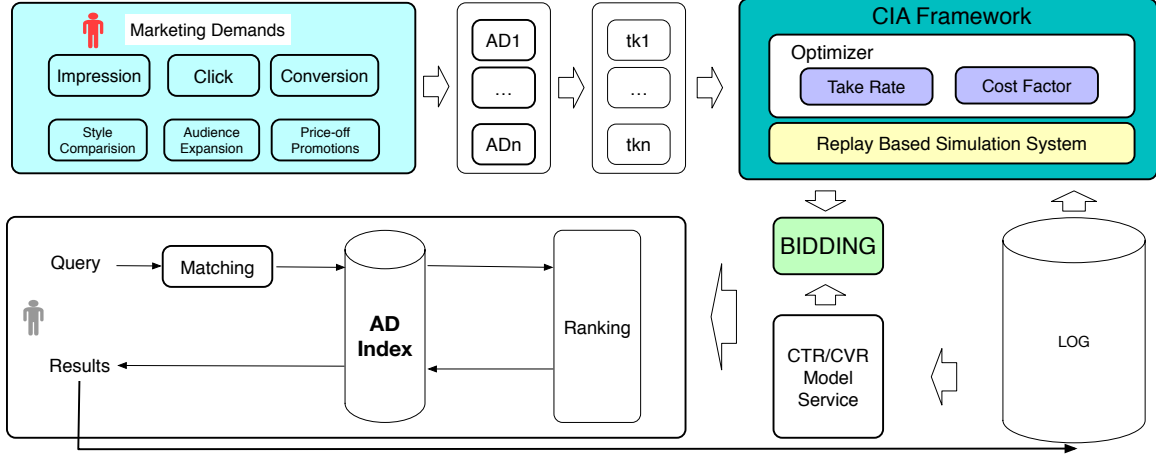 Marketing Demands
Impression
Click
Conversion
Style
Comparision
Audience
Expansion
Price-off
Promotions
AD1
...
ADn
tk1
...
tkn
CIA Framework
Optimizer
Take Rate
Cost Factor
Replay Based Simulation System
Query
Matching
AD
Index
Ranking
Results
BIDDING
CTR/CVR
Model
Service
LOG